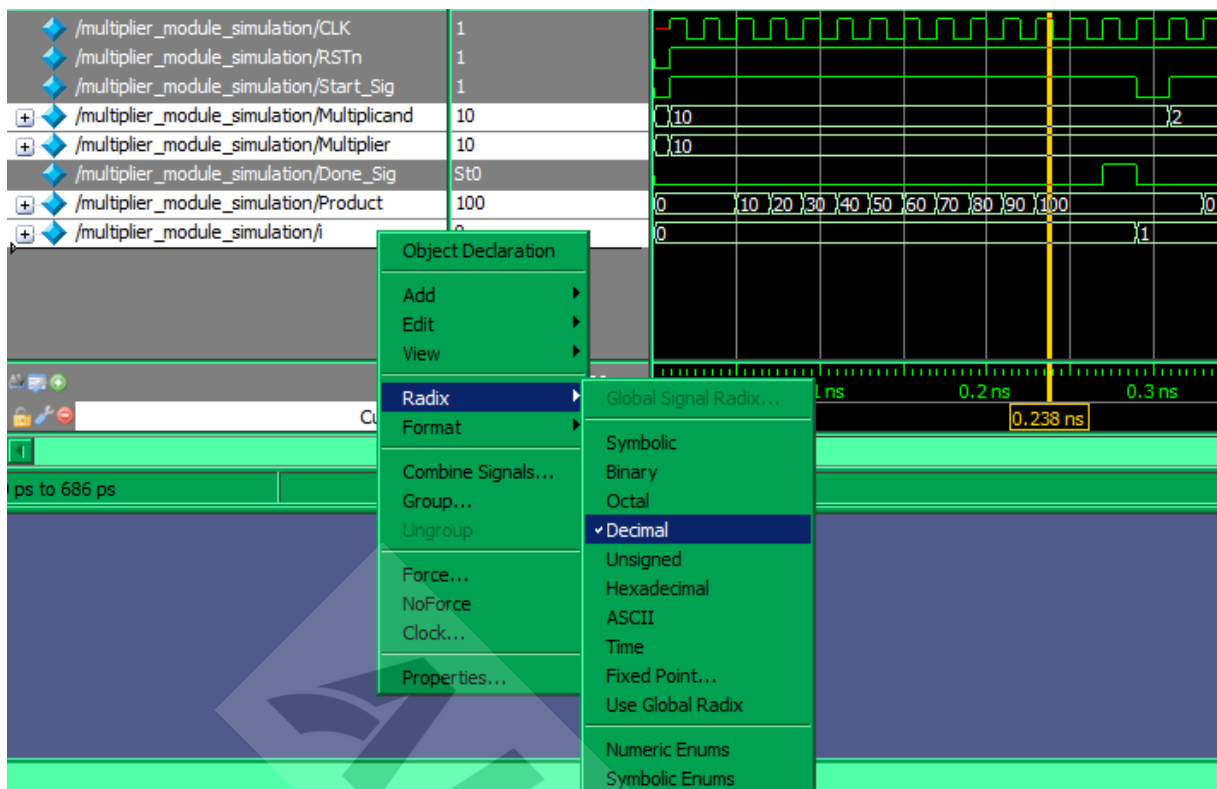 /multiplier_module_simulation/CLK 1
/multiplier_module_simulation/RSTn 1
/multiplier_module_simulation/Start_Sig 1
/multiplier_module_simulation/Multiplicand 10 10 2
/multiplier_module_simulation/Multiplier 10 10
/multiplier_module_simulation/Done_Sig St0
/multiplier_module_simulation/Product 100 0 10 20 30 40 50 60 70 80 90 100 0
/multiplier_module_simulation/i 0 1
Object Declaration
Add
Edit
View
Radix
Format
Combine Signals...
Group...
Ungroup
Force...
NoForce
Clock...
Properties...
Global Signal Radix...
Symbolic
Binary
Octal
Decimal
Unsigned
Hexadecimal
ASCII
Time
Fixed Point...
Use Global Radix
Numeric Enums
Symbolic Enums
ns 0.2 ns 0.3 ns
0.238 ns
ps to 686 ps